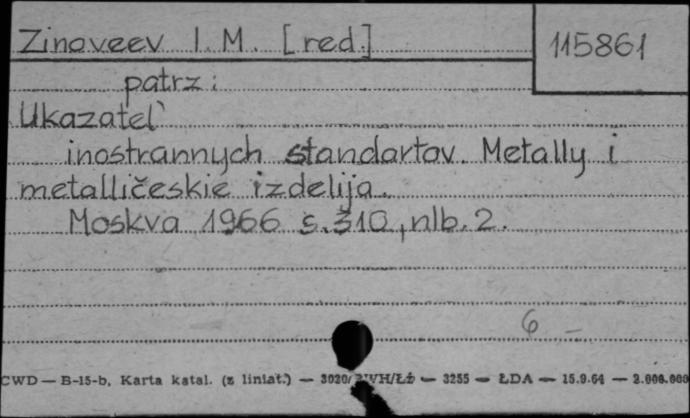 Zinoveev I. M. [red.]
115861
patrz:
Ukazatel'
inostrannych standartov. Metally i
metalličeskie izdelija.
Moskva 1966 s. 310, nlb. 2.
6 –
CWD — B-15-b, Karta katal. (z liniat.) — 3020/ WH/Łż — 3255 — ŁDA — 15.9.64 — 2.000.000